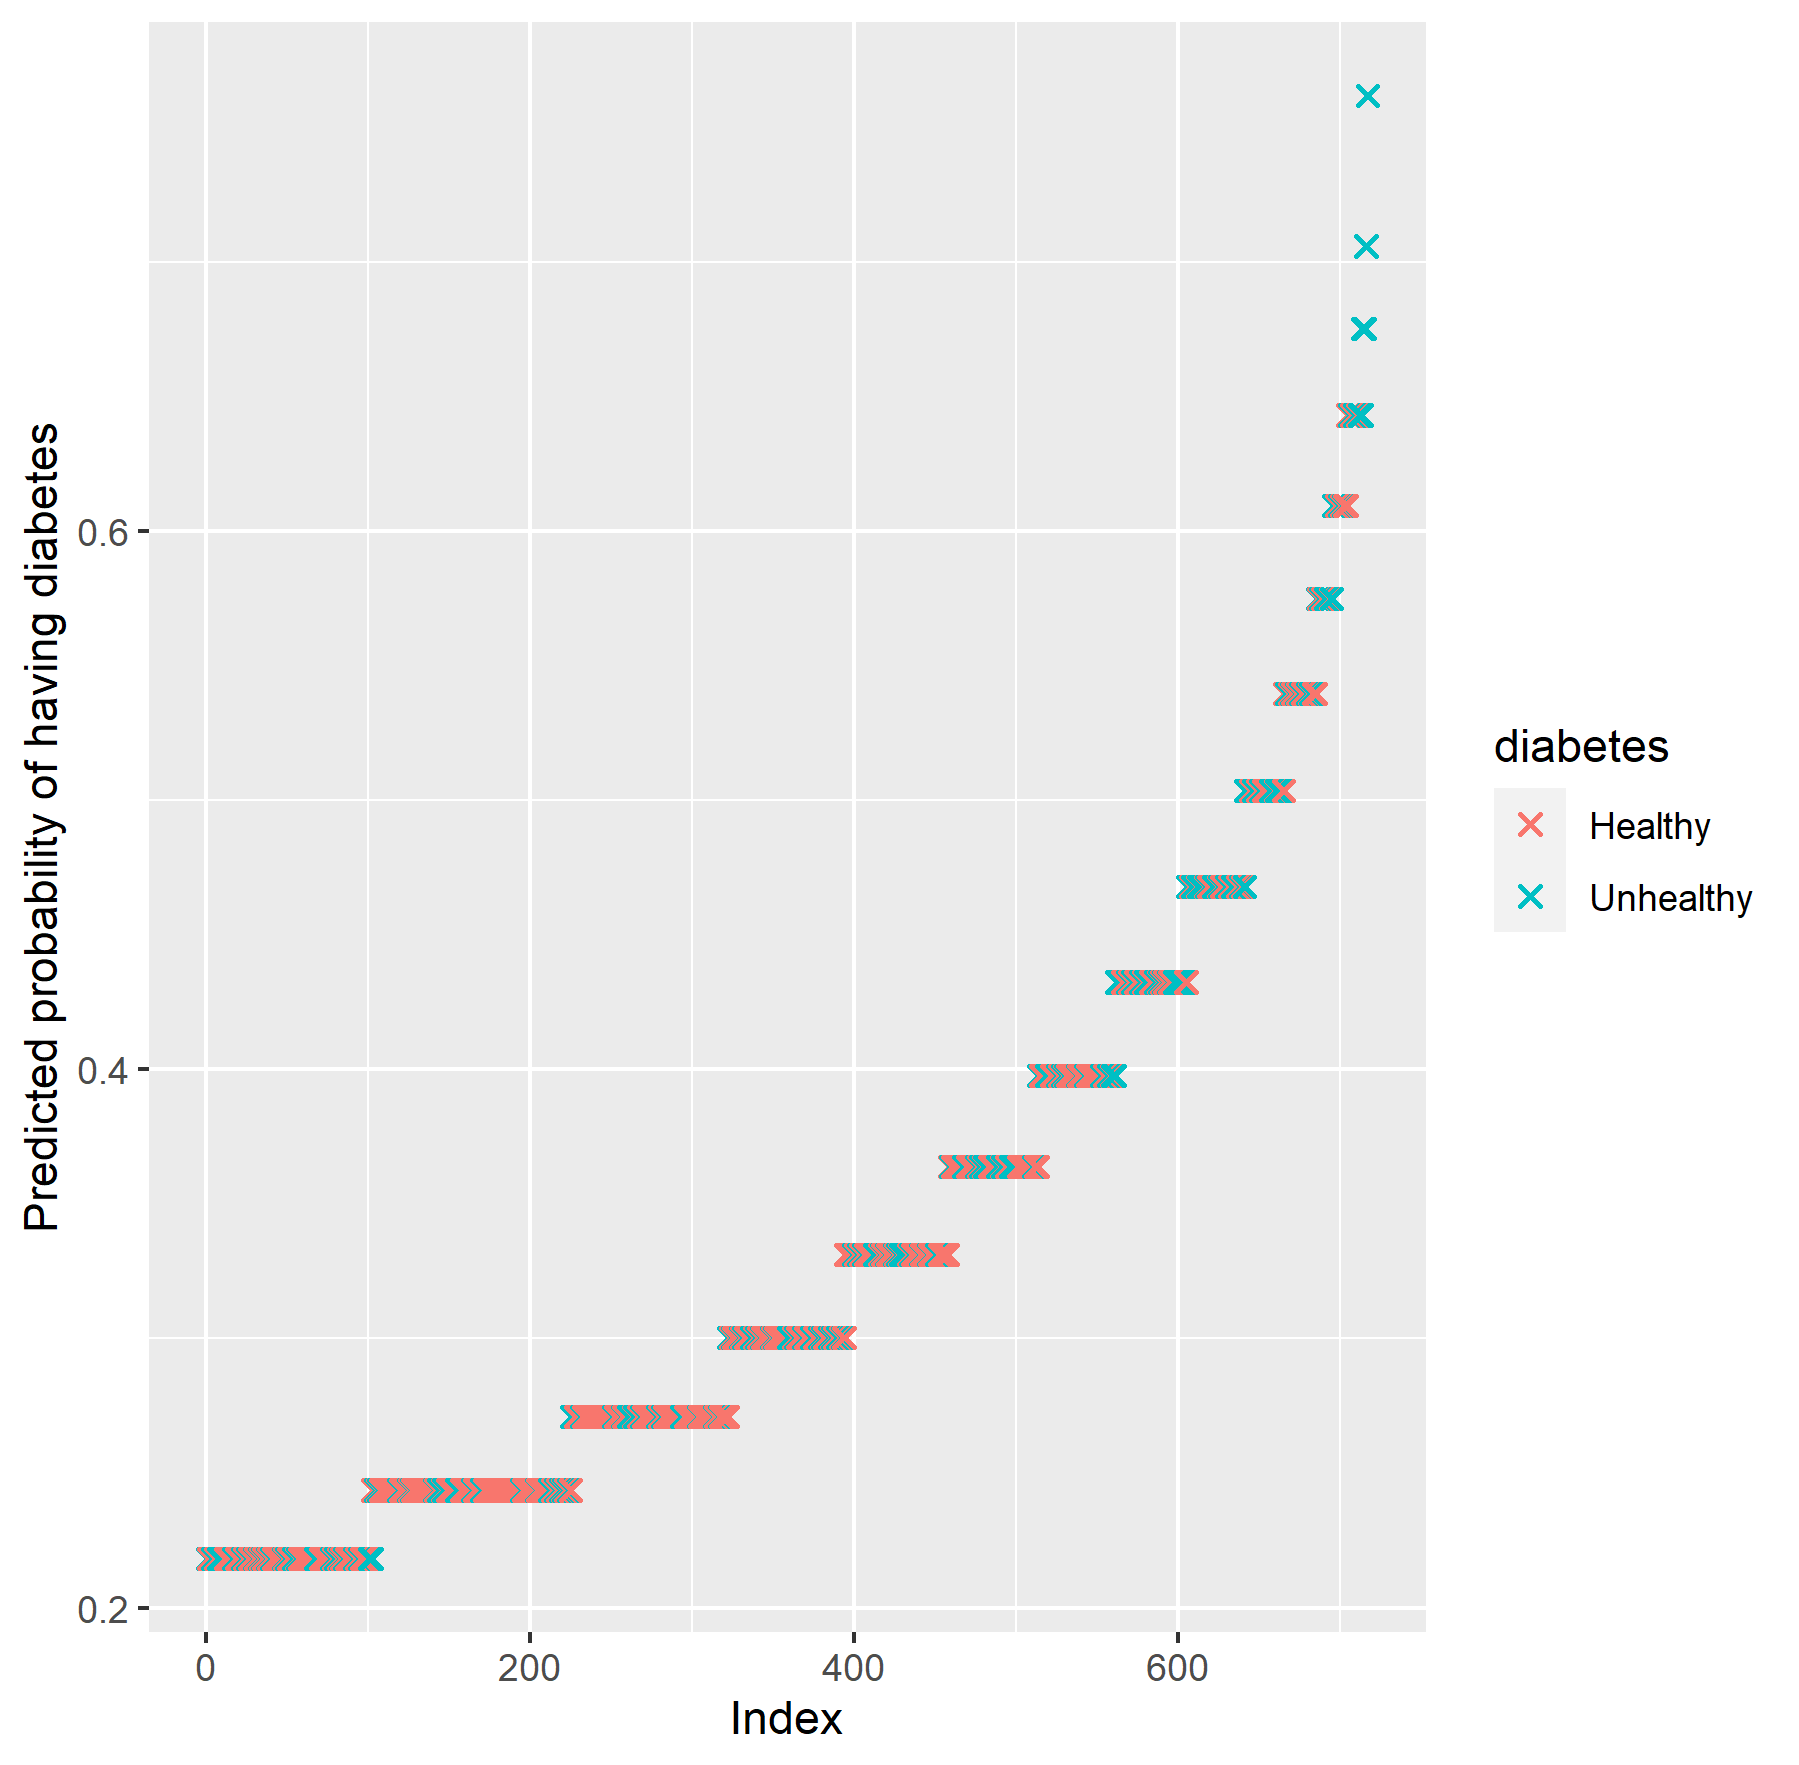 Predicted probability of having diabetes
0.6
0.4
0.2
0 200 400 600
Index
diabetes
Healthy
Unhealthy